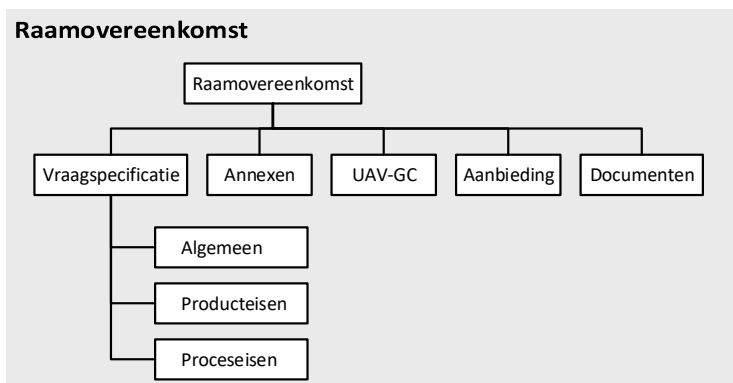 Raamovereenkomst
Raamovereenkomst
Vraagspecificatie
Annexen
UAV-GC
Aanbieding
Documenten
Algemeen
Producteisen
Proceseisen